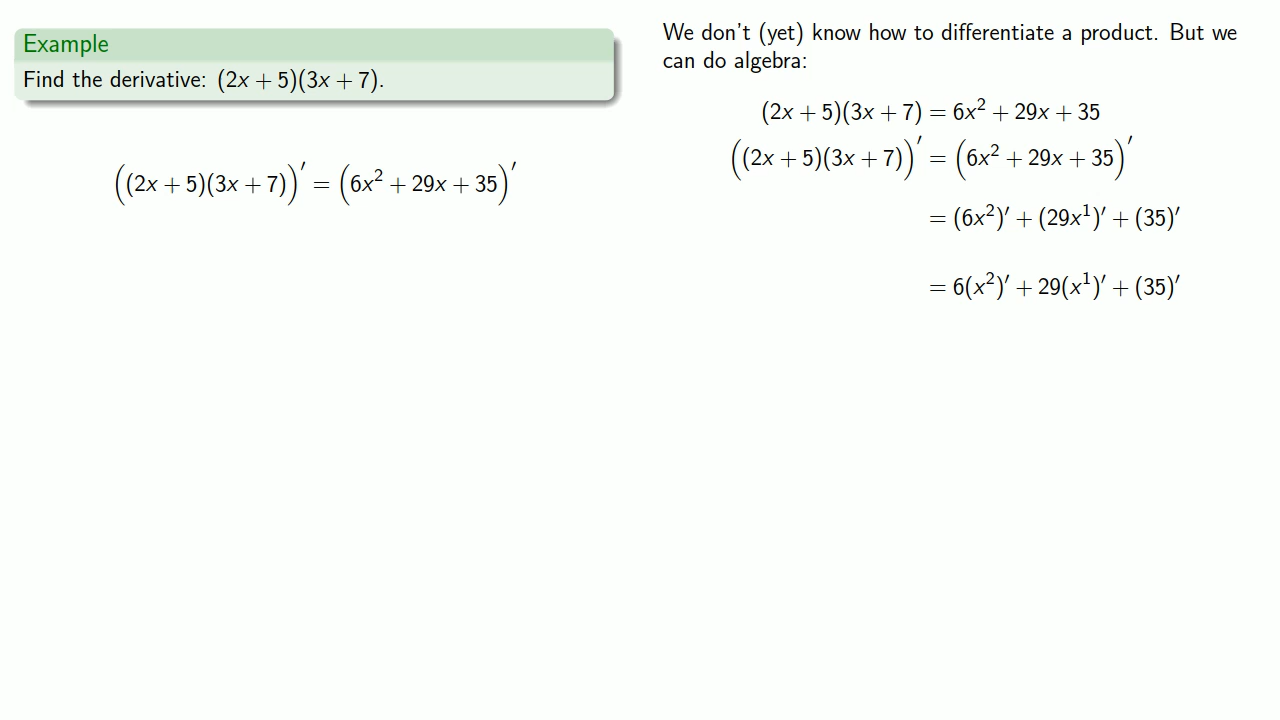 Example
Find the derivative: (2x + 5)(3x + 7).
((2x + 5)(3x + 7))′ = (6x² + 29x + 35)′
We don't (yet) know how to differentiate a product. But we
can do algebra:
(2x + 5)(3x + 7) = 6x² + 29x + 35
((2x + 5)(3x + 7))′ = (6x² + 29x + 35)′
= (6x²)′ + (29x¹)′ + (35)′
= 6(x²)′ + 29(x¹)′ + (35)′